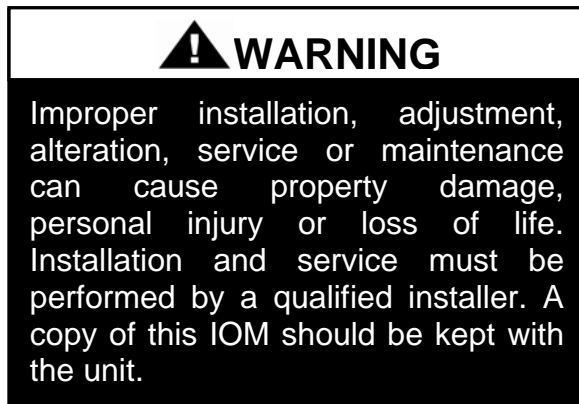 WARNING
Improper installation, adjustment,
alteration, service or maintenance
can cause property damage,
personal injury or loss of life.
Installation and service must be
performed by a qualified installer. A
copy of this IOM should be kept with
the unit.